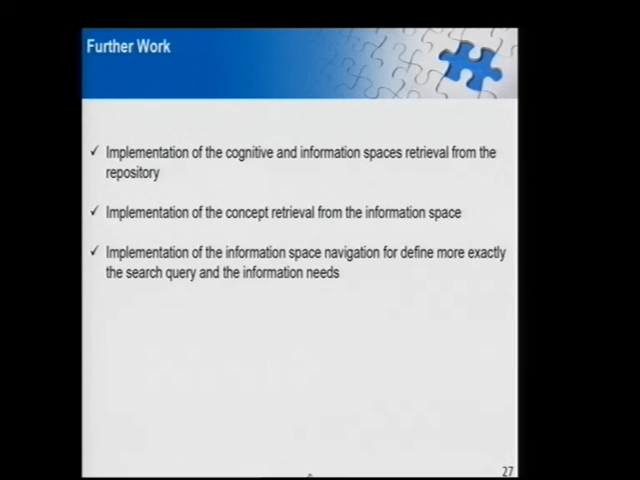 Further Work
✓ Implementation of the cognitive and information spaces retrieval from the
repository
✓ Implementation of the concept retrieval from the information space
✓ Implementation of the information space navigation for define more exactly
the search query and the information needs
27